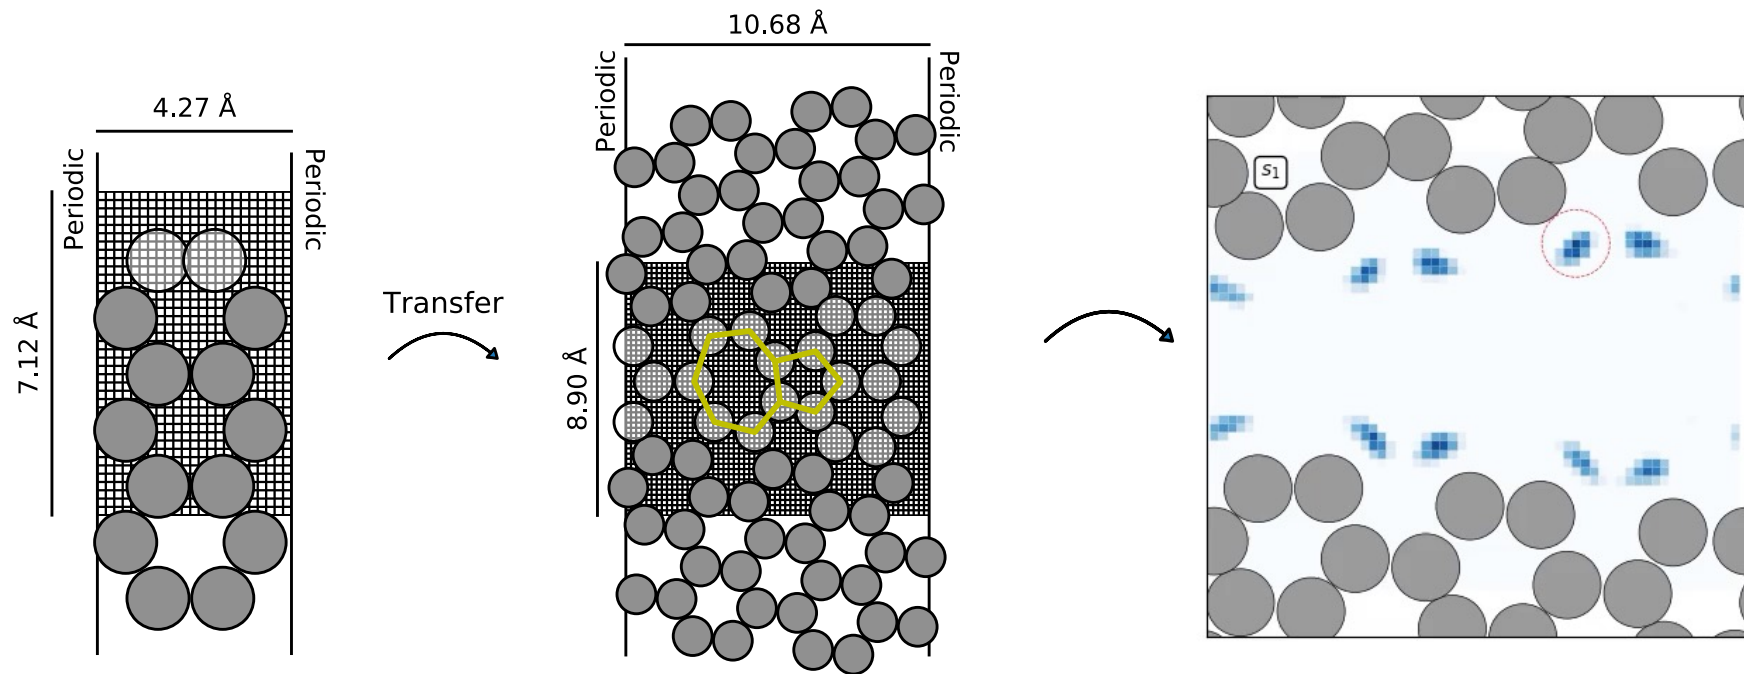 4.27 Å
Periodic
Periodic
7.12 Å
Transfer
10.68 Å
Periodic
Periodic
8.90 Å
s₁